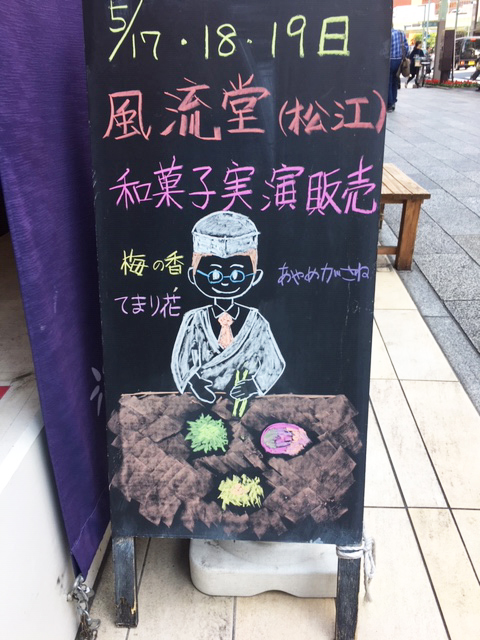 5/17・18・19日
風流堂(松江)
和菓子実演販売
梅の香
てまり花
あやめがさね